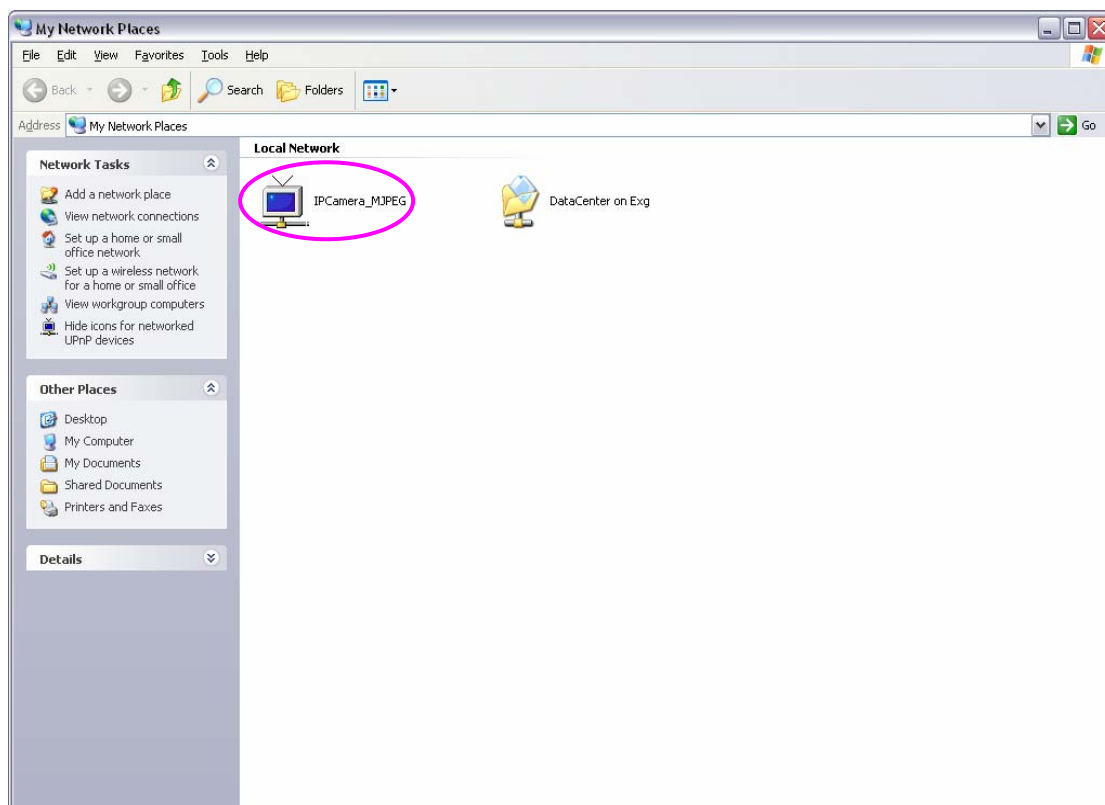 My Network Places
File Edit View Favorites Tools Help
Back Search Folders
Address My Network Places Go
Network Tasks
Add a network place
View network connections
Set up a home or small
office network
Set up a wireless network
for a home or small office
View workgroup computers
Hide icons for networked
UPnP devices
Other Places
Desktop
My Computer
My Documents
Shared Documents
Printers and Faxes
Details
Local Network
IPCamera_MJPEG
DataCenter on Exg